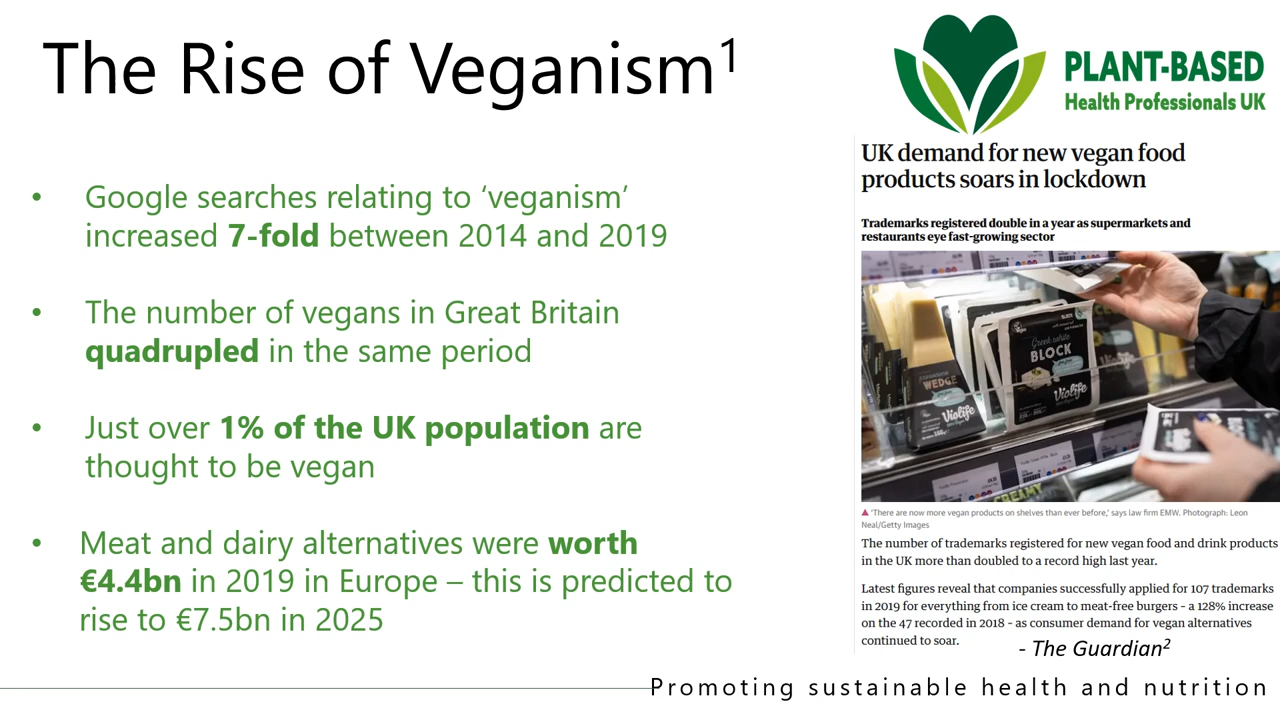 The Rise of Veganism¹
PLANT-BASED
Health Professionals UK
• Google searches relating to ‘veganism’
increased 7-fold between 2014 and 2019
• The number of vegans in Great Britain
quadrupled in the same period
• Just over 1% of the UK population are
thought to be vegan
• Meat and dairy alternatives were worth
€4.4bn in 2019 in Europe – this is predicted to
rise to €7.5bn in 2025
UK demand for new vegan food
products soars in lockdown
Trademarks registered double in a year as supermarkets and
restaurants eye fast-growing sector
Greek white
BLOCK
Violife
WEDGE
Violife
CREAMY
▲ 'There are now more vegan products on shelves than ever before,' says law firm EMW. Photograph: Leon
Neal/Getty Images
The number of trademarks registered for new vegan food and drink products
in the UK more than doubled to a record high last year.
Latest figures reveal that companies successfully applied for 107 trademarks
in 2019 for everything from ice cream to meat-free burgers – a 128% increase
on the 47 recorded in 2018 – as consumer demand for vegan alternatives
continued to soar.
- The Guardian²
Promoting sustainable health and nutrition